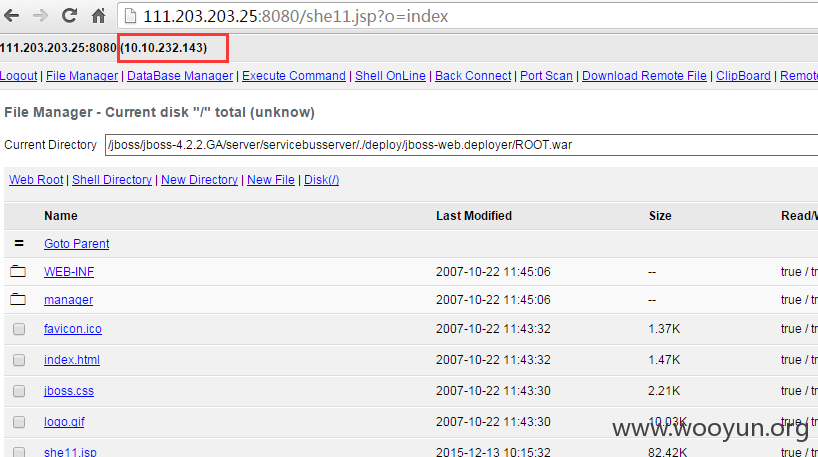 111.203.203.25:8080/she11.jsp?o=index
111.203.203.25:8080 (10.10.232.143)
Logout | File Manager | DataBase Manager | Execute Command | Shell OnLine | Back Connect | Port Scan | Download Remote File | ClipBoard | Remote
File Manager - Current disk "/" total (unknow)
Current Directory /jboss/jboss-4.2.2.GA/server/servicebusserver/./deploy/jboss-web.deployer/ROOT.war
Web Root | Shell Directory | New Directory | New File | Disk(/)
Name Last Modified Size Read/W
= Goto Parent
WEB-INF 2007-10-22 11:45:06 -- true / tr
manager 2007-10-22 11:45:06 -- true / tr
favicon.ico 2007-10-22 11:43:32 1.37K true / tr
index.html 2007-10-22 11:43:32 1.47K true / tr
jboss.css 2007-10-22 11:43:30 2.21K true / tr
logo.gif 2007-10-22 11:43:30 10.03K true / tr
www.wooyun.org
she11.jsp 2015-12-13 10:15:32 82.42K true / tr